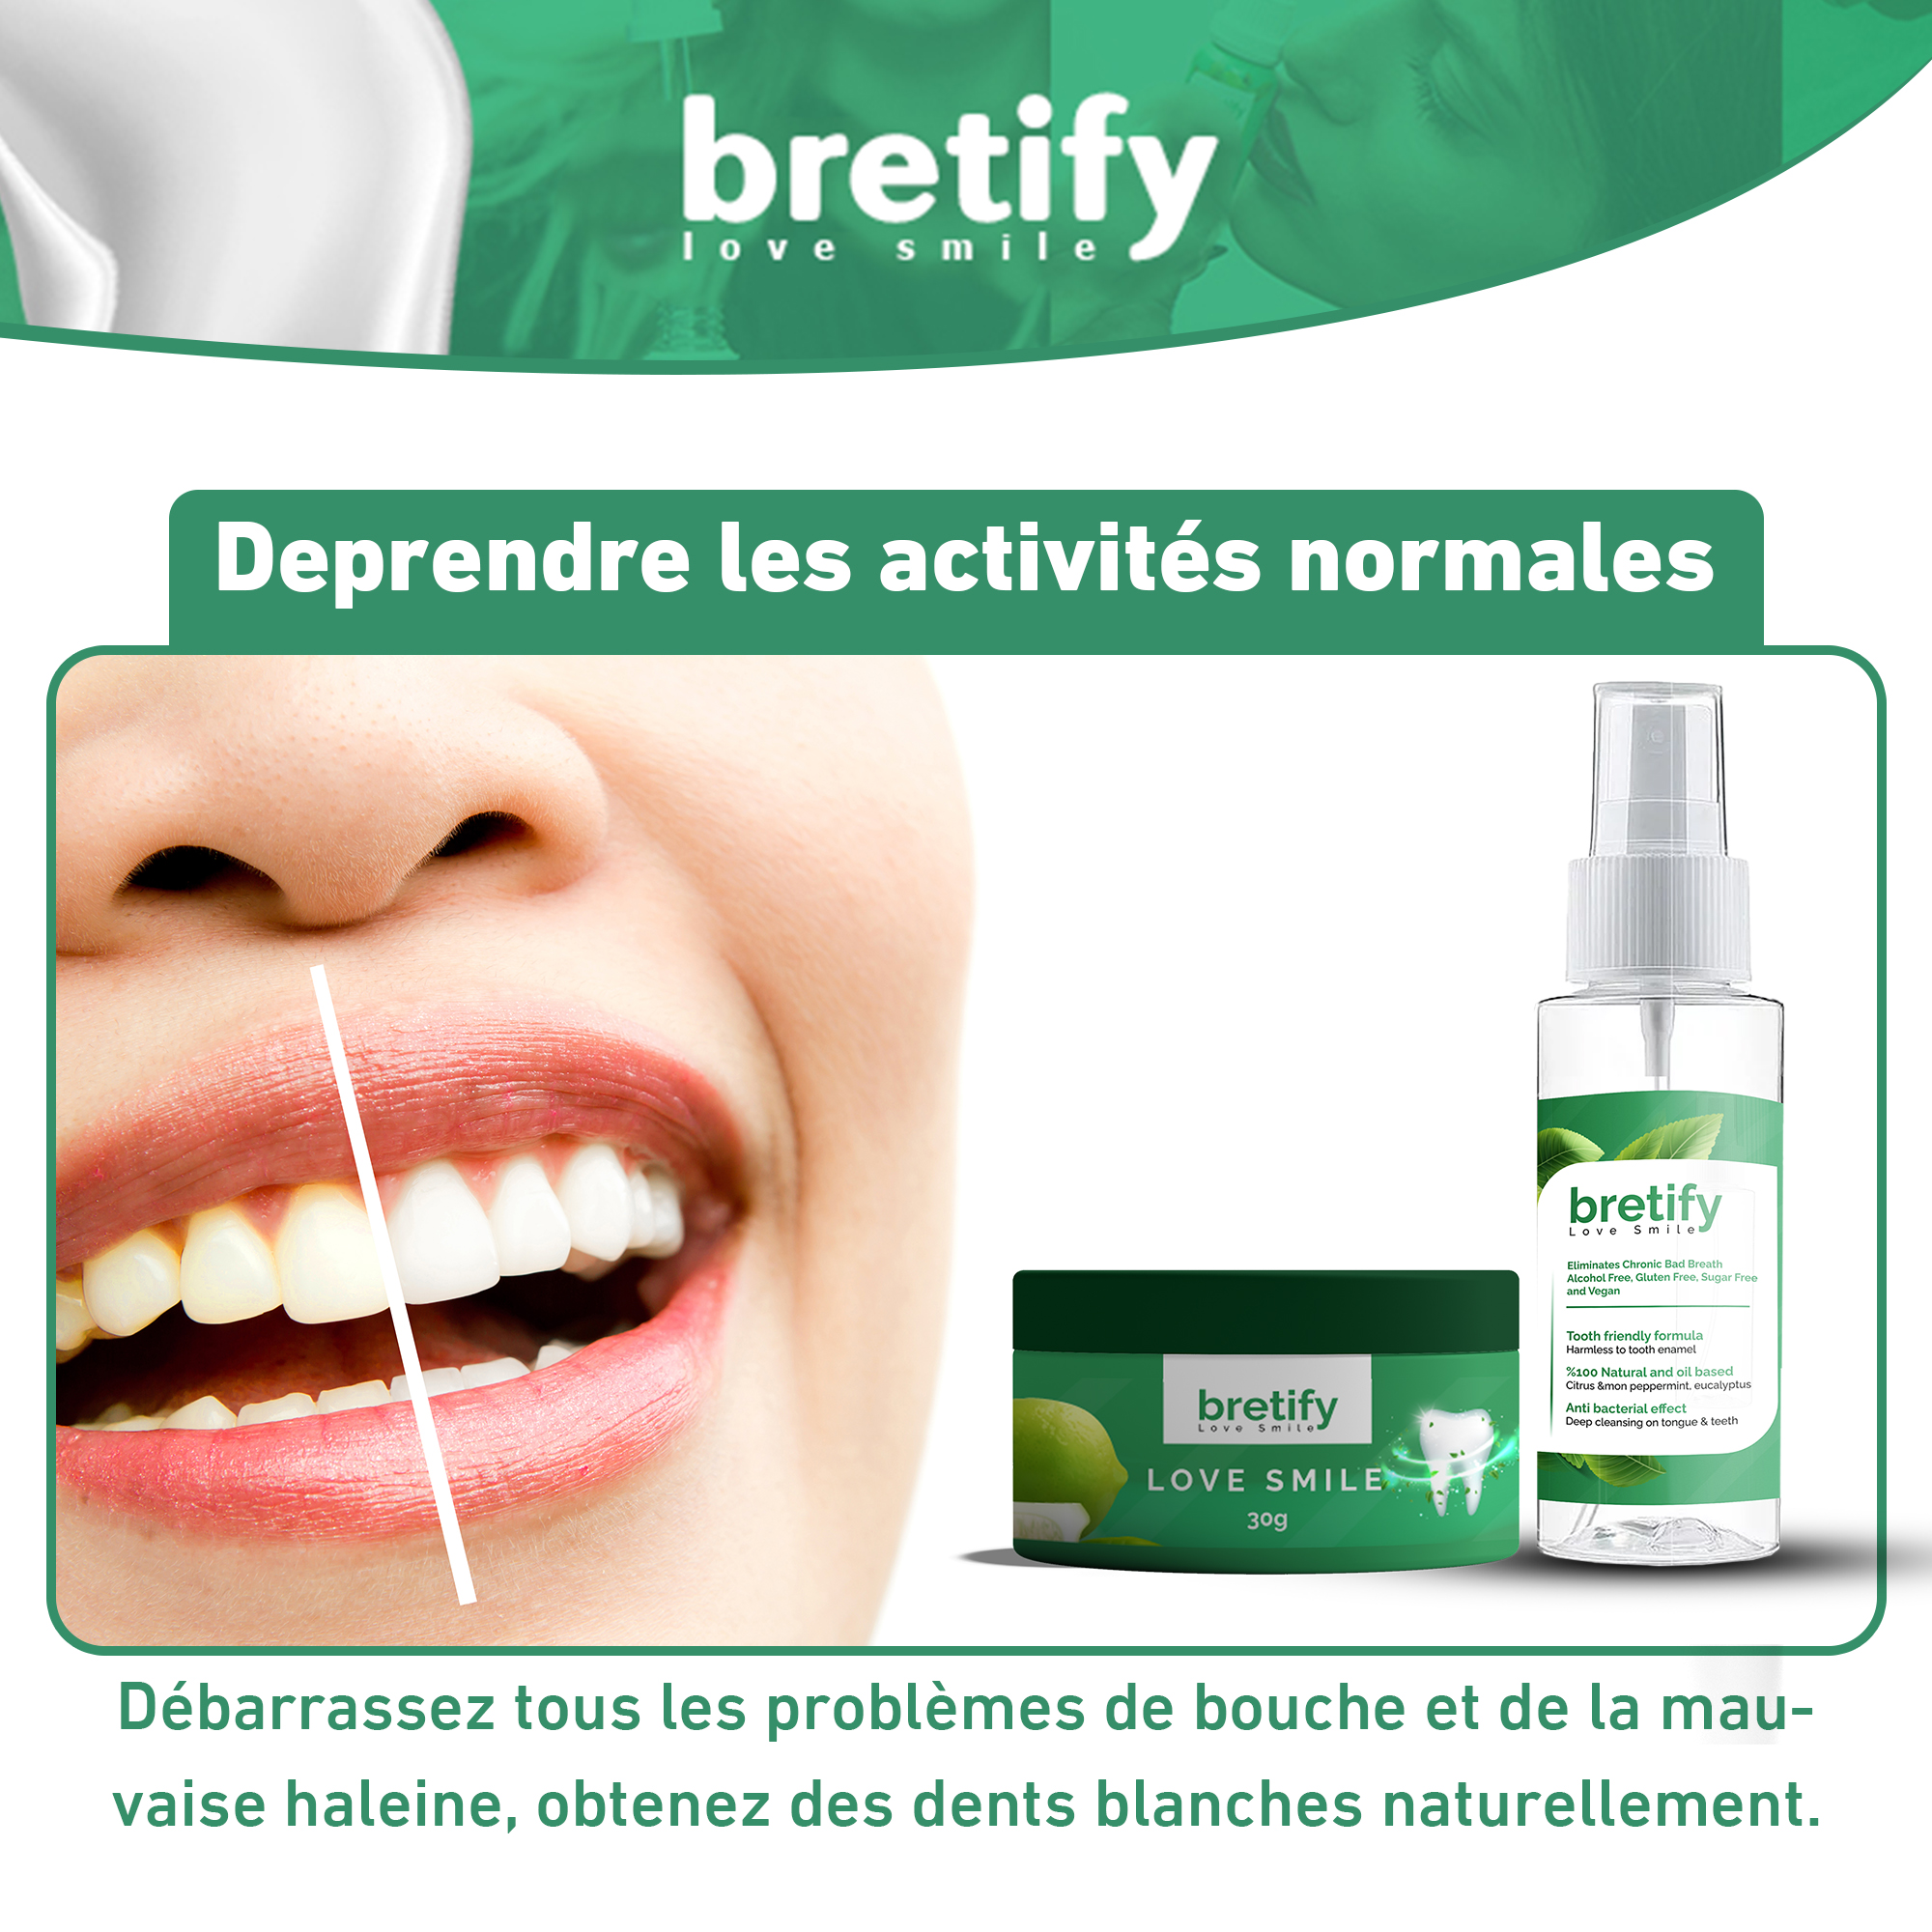 bretify
love smile
Deprendre les activités normales
bretify
Love Smile
Eliminates Chronic Bad Breath
Alcohol Free, Gluten Free, Sugar Free
and Vegan
Tooth friendly formula
Harmless to tooth enamel
%100 Natural and oil based
Citrus &mon peppermint, eucalyptus
Anti bacterial effect
Deep cleansing on tongue & teeth
bretify
Love Smile
LOVE SMILE
30g
Débarrassez tous les problèmes de bouche et de la mau-
vaise haleine, obtenez des dents blanches naturellement.